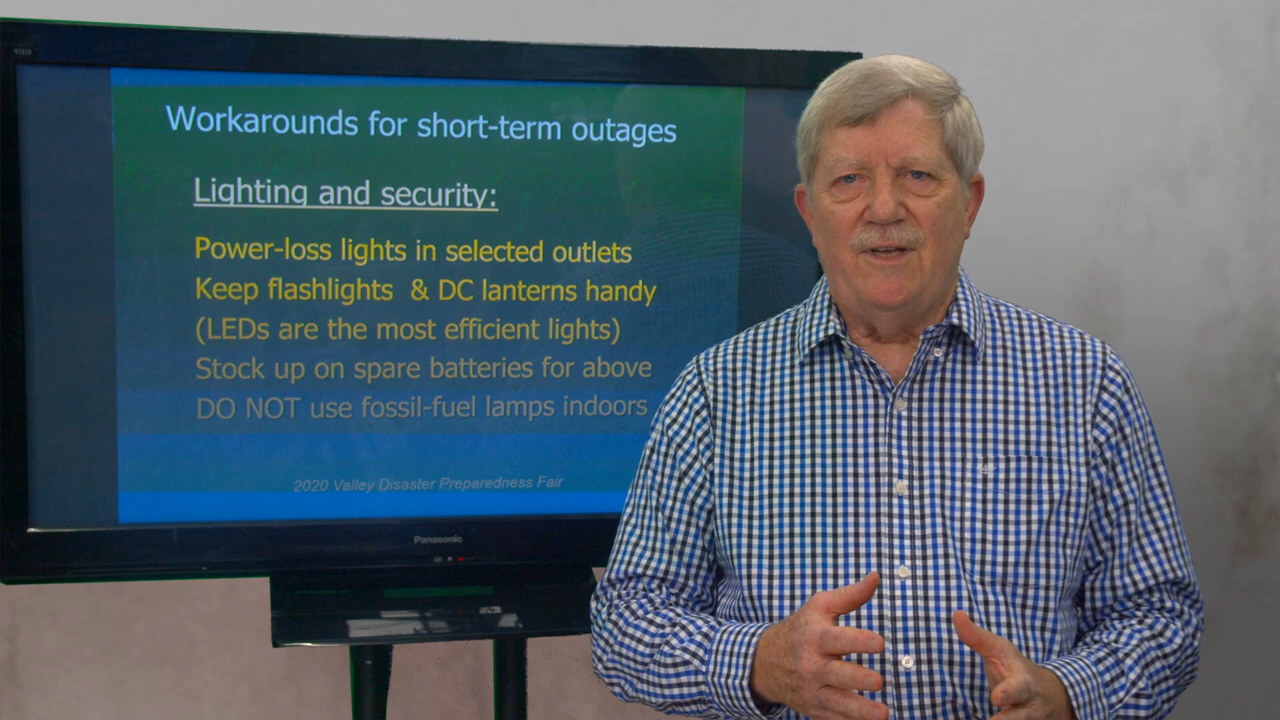 Workarounds for short-term outages
Lighting and security:
Power-loss lights in selected outlets
Keep flashlights & DC lanterns handy
(LEDs are the most efficient lights)
Stock up on spare batteries for above
DO NOT use fossil-fuel lamps indoors
2020 Valley Disaster Preparedness Fair
Panasonic